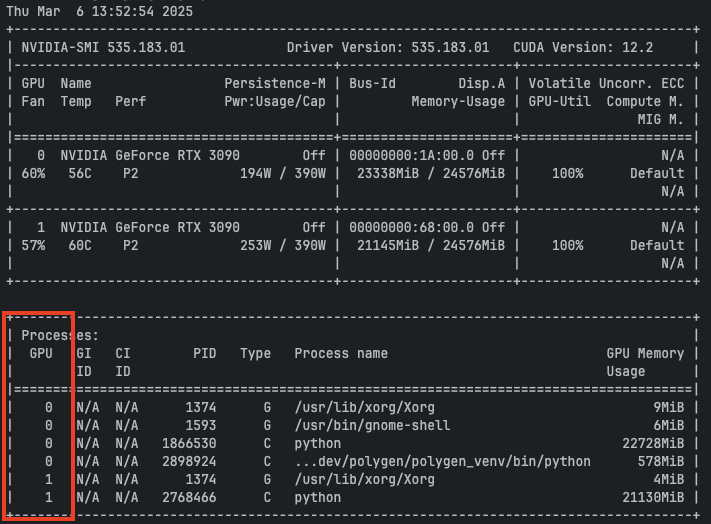 Thu Mar  6 13:52:54 2025
+---------------------------------------------------------------------------------------+
| NVIDIA-SMI 535.183.01             Driver Version: 535.183.01   CUDA Version: 12.2     |
|-----------------------------------------+----------------------+----------------------+
| GPU  Name                 Persistence-M | Bus-Id        Disp.A | Volatile Uncorr. ECC |
| Fan  Temp   Perf          Pwr:Usage/Cap |         Memory-Usage | GPU-Util  Compute M. |
|                                         |                      |               MIG M. |
|=========================================+======================+======================|
|   0  NVIDIA GeForce RTX 3090        Off | 00000000:1A:00.0 Off |                  N/A |
| 60%   56C    P2             194W / 390W |  23338MiB / 24576MiB |    100%      Default |
|                                         |                      |                  N/A |
+-----------------------------------------+----------------------+----------------------+
|   1  NVIDIA GeForce RTX 3090        Off | 00000000:68:00.0 Off |                  N/A |
| 57%   60C    P2             253W / 390W |  21145MiB / 24576MiB |    100%      Default |
|                                         |                      |                  N/A |
+-----------------------------------------+----------------------+----------------------+
+---------------------------------------------------------------------------------------+
| Processes:                                                                            |
|  GPU   GI   CI        PID   Type   Process name                            GPU Memory |
|        ID   ID                                                             Usage      |
|=======================================================================================|
|    0   N/A  N/A      1374      G   /usr/lib/xorg/Xorg                            9MiB |
|    0   N/A  N/A      1593      G   /usr/bin/gnome-shell                          6MiB |
|    0   N/A  N/A   1866530      C   python                                    22728MiB |
|    0   N/A  N/A   2898924      C   ...dev/polygen/polygen_venv/bin/python      578MiB |
|    1   N/A  N/A      1374      G   /usr/lib/xorg/Xorg                            4MiB |
|    1   N/A  N/A   2768466      C   python                                    21130MiB |
+---------------------------------------------------------------------------------------+